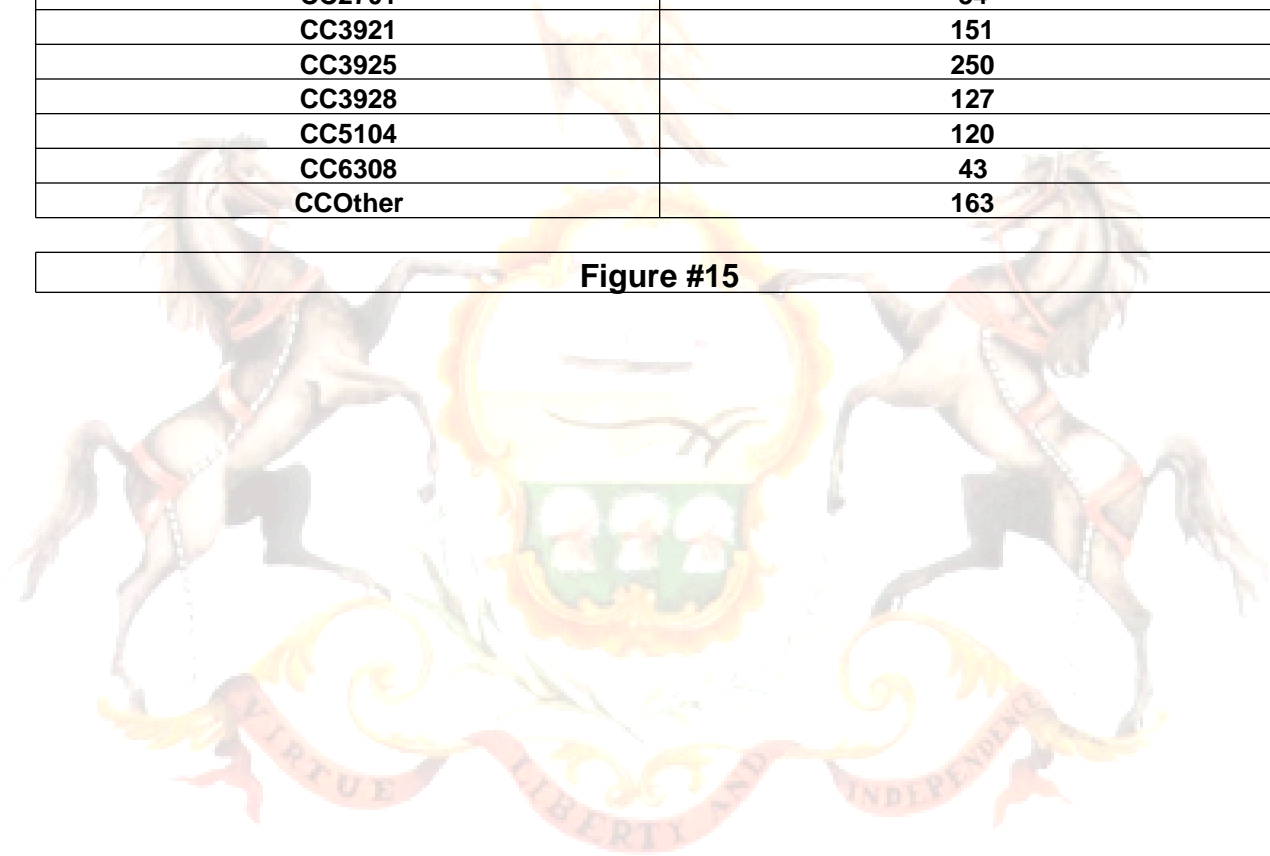 CC3921 151
CC3925 250
CC3928 127
CC5104 120
CC6308 43
CCOther 163
Figure #15
VIRTUE LIBERTY AND INDEPENDENCE